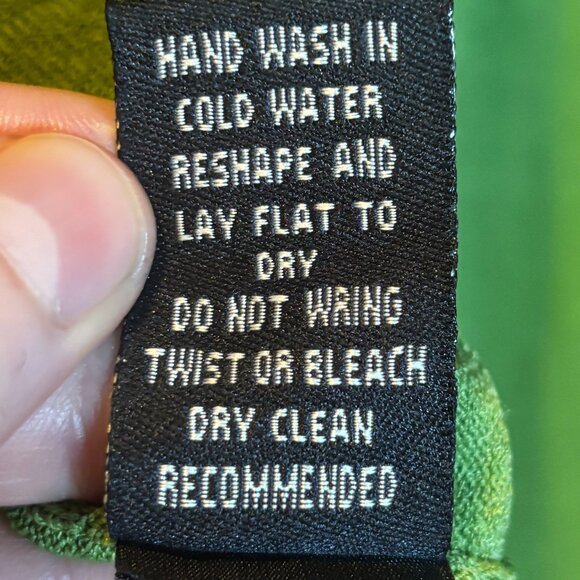 HAND WASH IN
COLD WATER
RESHAPE AND
LAY FLAT TO
DRY
DO NOT WRING
TWIST OR BLEACH
DRY CLEAN
RECOMMENDED